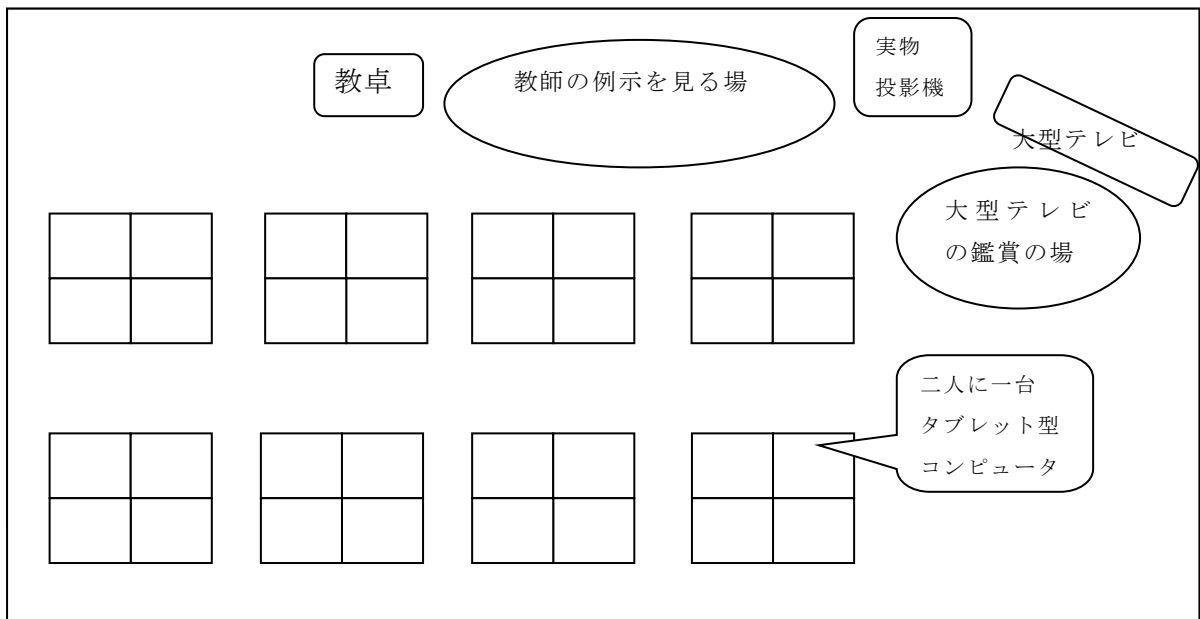 教卓
教師の例示を見る場
実物
投影機
大型テレビ
大型テレビ
の鑑賞の場
二人に一台
タブレット型
コンピュータ